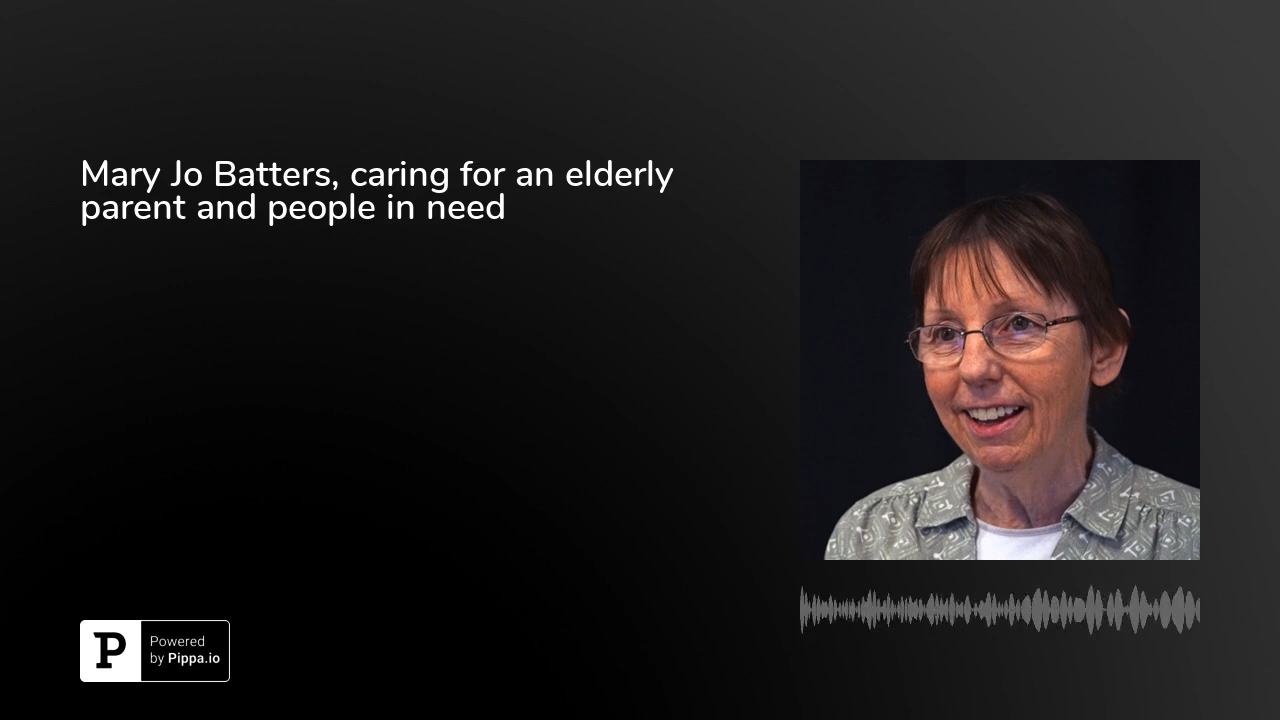 Mary Jo Batters, caring for an elderly
parent and people in need
P
Powered
by Pippa.io